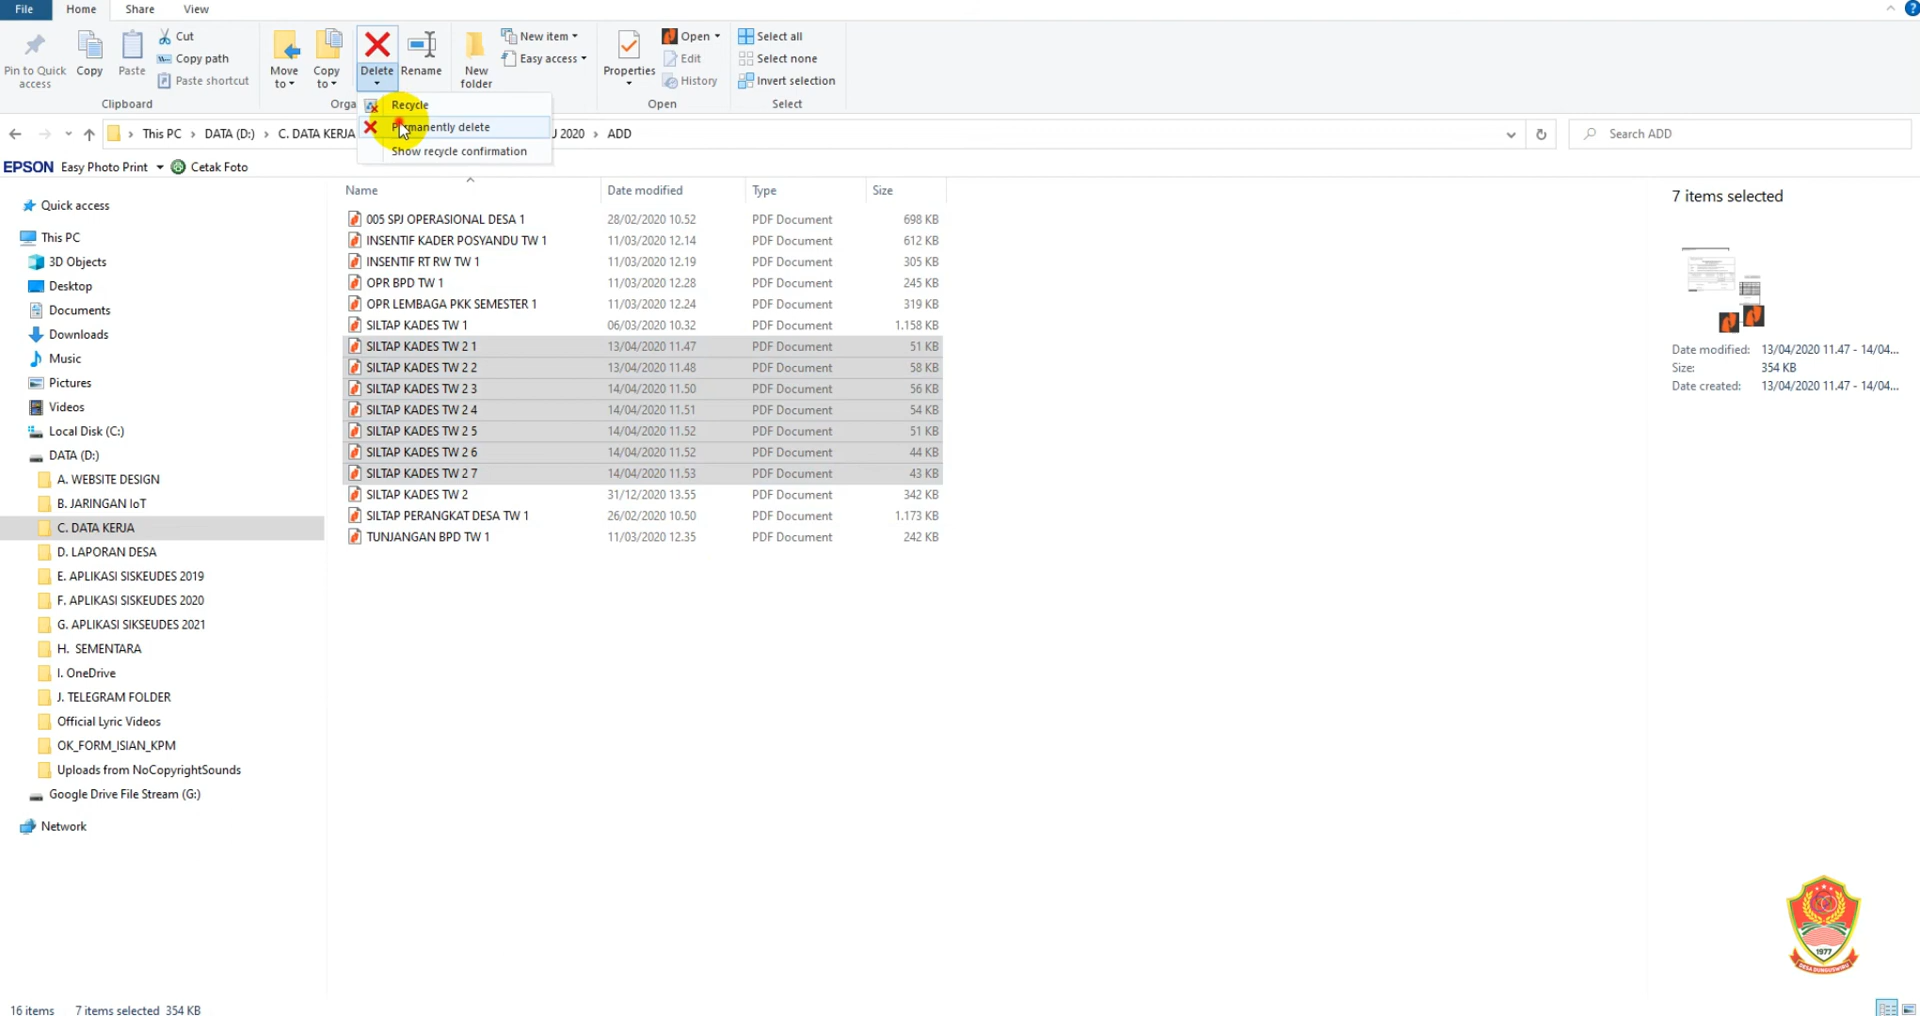 File Home Share View
Pin to Quick access
Copy
Paste
Cut
Copy path
Paste shortcut
Clipboard
Move to
Copy to
Delete
Rename
New folder
New item
Easy access
Properties
Open
Edit
History
Open
Select all
Select none
Invert selection
Select
Recycle
Permanently delete
Show recycle confirmation
This PC DATA (D:) C. DATA KERJA 2020 ADD
Search ADD
EPSON Easy Photo Print Cetak Foto
Quick access
This PC
3D Objects
Desktop
Documents
Downloads
Music
Pictures
Videos
Local Disk (C:)
DATA (D:)
A. WEBSITE DESIGN
B. JARINGAN IoT
C. DATA KERJA
D. LAPORAN DESA
E. APLIKASI SISKEUDES 2019
F. APLIKASI SISKEUDES 2020
G. APLIKASI SIKSEUDES 2021
H. SEMENTARA
I. OneDrive
J. TELEGRAM FOLDER
Official Lyric Videos
OK_FORM_ISIAN_KPM
Uploads from NoCopyrightSounds
Google Drive File Stream (G:)
Network
Name Date modified Type Size
005 SPJ OPERASIONAL DESA 1 28/02/2020 10.52 PDF Document 698 KB
INSENTIF KADER POSYANDU TW 1 11/03/2020 12.14 PDF Document 612 KB
INSENTIF RT RW TW 1 11/03/2020 12.19 PDF Document 305 KB
OPR BPD TW 1 11/03/2020 12.28 PDF Document 245 KB
OPR LEMBAGA PKK SEMESTER 1 11/03/2020 12.24 PDF Document 319 KB
SILTAP KADES TW 1 06/03/2020 10.32 PDF Document 1.158 KB
SILTAP KADES TW 2 1 13/04/2020 11.47 PDF Document 51 KB
SILTAP KADES TW 2 2 13/04/2020 11.48 PDF Document 58 KB
SILTAP KADES TW 2 3 14/04/2020 11.50 PDF Document 56 KB
SILTAP KADES TW 2 4 14/04/2020 11.51 PDF Document 54 KB
SILTAP KADES TW 2 5 14/04/2020 11.52 PDF Document 51 KB
SILTAP KADES TW 2 6 14/04/2020 11.52 PDF Document 44 KB
SILTAP KADES TW 2 7 14/04/2020 11.53 PDF Document 43 KB
SILTAP KADES TW 2 31/12/2020 13.55 PDF Document 342 KB
SILTAP PERANGKAT DESA TW 1 26/02/2020 10.50 PDF Document 1.173 KB
TUNJANGAN BPD TW 1 11/03/2020 12.35 PDF Document 242 KB
7 items selected
Date modified: 13/04/2020 11.47 - 14/04...
Size: 354 KB
Date created: 13/04/2020 11.47 - 14/04...
1977
DESA DUNGUSWIRU
16 items 7 items selected 354 KB